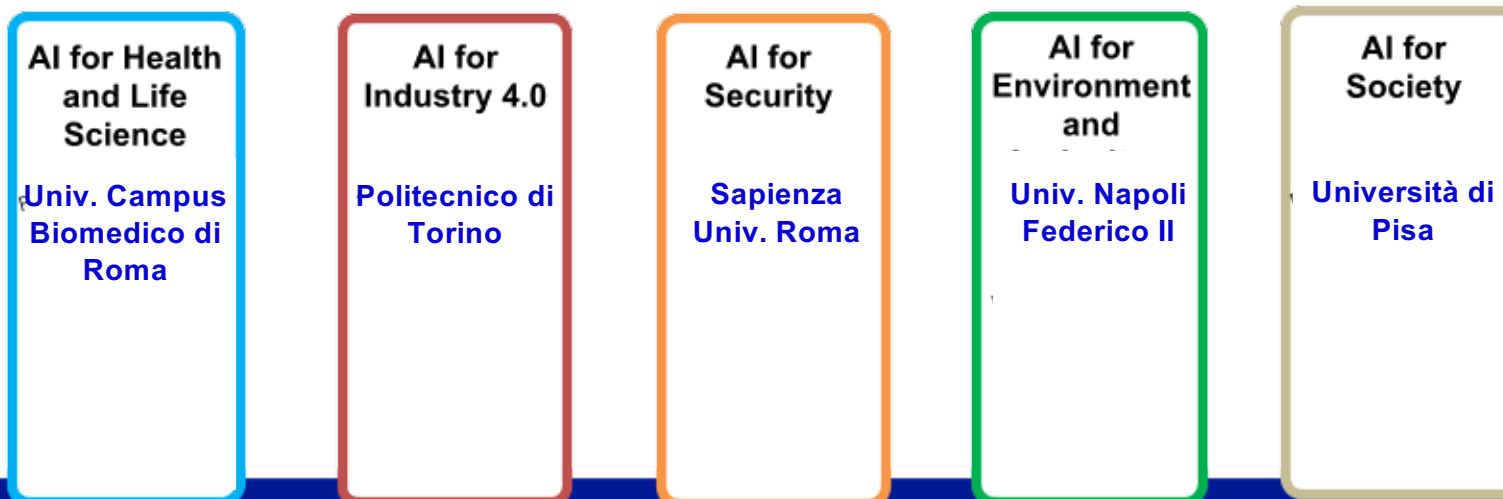 AI for Health
and Life
Science
Univ. Campus
Biomedico di
Roma
AI for
Industry 4.0
Politecnico di
Torino
AI for
Security
Sapienza
Univ. Roma
AI for
Environment
and
Univ. Napoli
Federico II
AI for
Society
Università di
Pisa